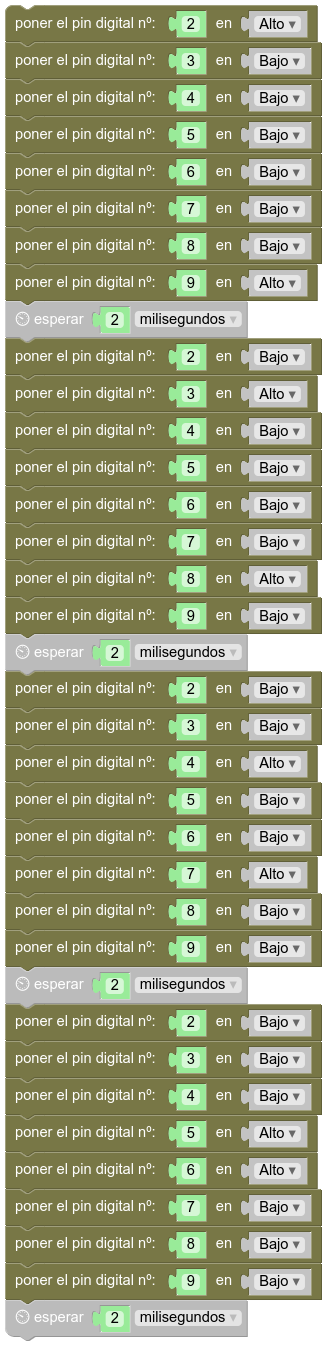 poner el pin digital nº: 2 en Alto
poner el pin digital nº: 3 en Bajo
poner el pin digital nº: 4 en Bajo
poner el pin digital nº: 5 en Bajo
poner el pin digital nº: 6 en Bajo
poner el pin digital nº: 7 en Bajo
poner el pin digital nº: 8 en Bajo
poner el pin digital nº: 9 en Alto
esperar 2 milisegundos
poner el pin digital nº: 2 en Bajo
poner el pin digital nº: 3 en Alto
poner el pin digital nº: 4 en Bajo
poner el pin digital nº: 5 en Bajo
poner el pin digital nº: 6 en Bajo
poner el pin digital nº: 7 en Bajo
poner el pin digital nº: 8 en Alto
poner el pin digital nº: 9 en Bajo
esperar 2 milisegundos
poner el pin digital nº: 2 en Bajo
poner el pin digital nº: 3 en Bajo
poner el pin digital nº: 4 en Alto
poner el pin digital nº: 5 en Bajo
poner el pin digital nº: 6 en Bajo
poner el pin digital nº: 7 en Alto
poner el pin digital nº: 8 en Bajo
poner el pin digital nº: 9 en Bajo
esperar 2 milisegundos
poner el pin digital nº: 2 en Bajo
poner el pin digital nº: 3 en Bajo
poner el pin digital nº: 4 en Bajo
poner el pin digital nº: 5 en Alto
poner el pin digital nº: 6 en Alto
poner el pin digital nº: 7 en Bajo
poner el pin digital nº: 8 en Bajo
poner el pin digital nº: 9 en Bajo
esperar 2 milisegundos